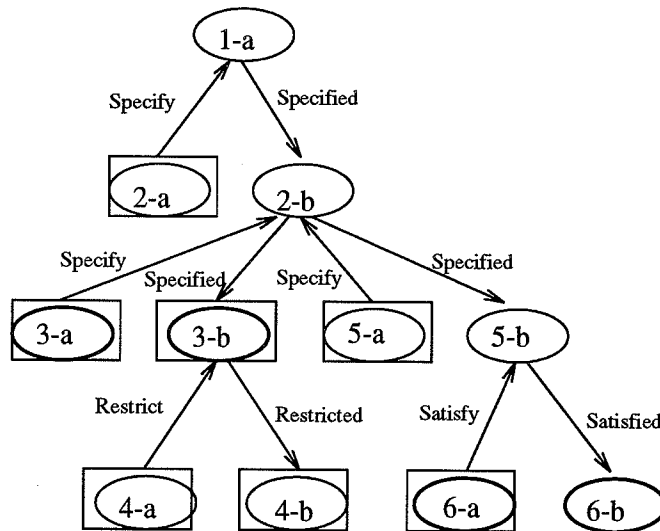 1-a
Specify
Specified
2-a
2-b
Specify
Specified
Specify
Specified
3-a
3-b
5-a
5-b
Restrict
Restricted
Satisfy
Satisfied
4-a
4-b
6-a
6-b